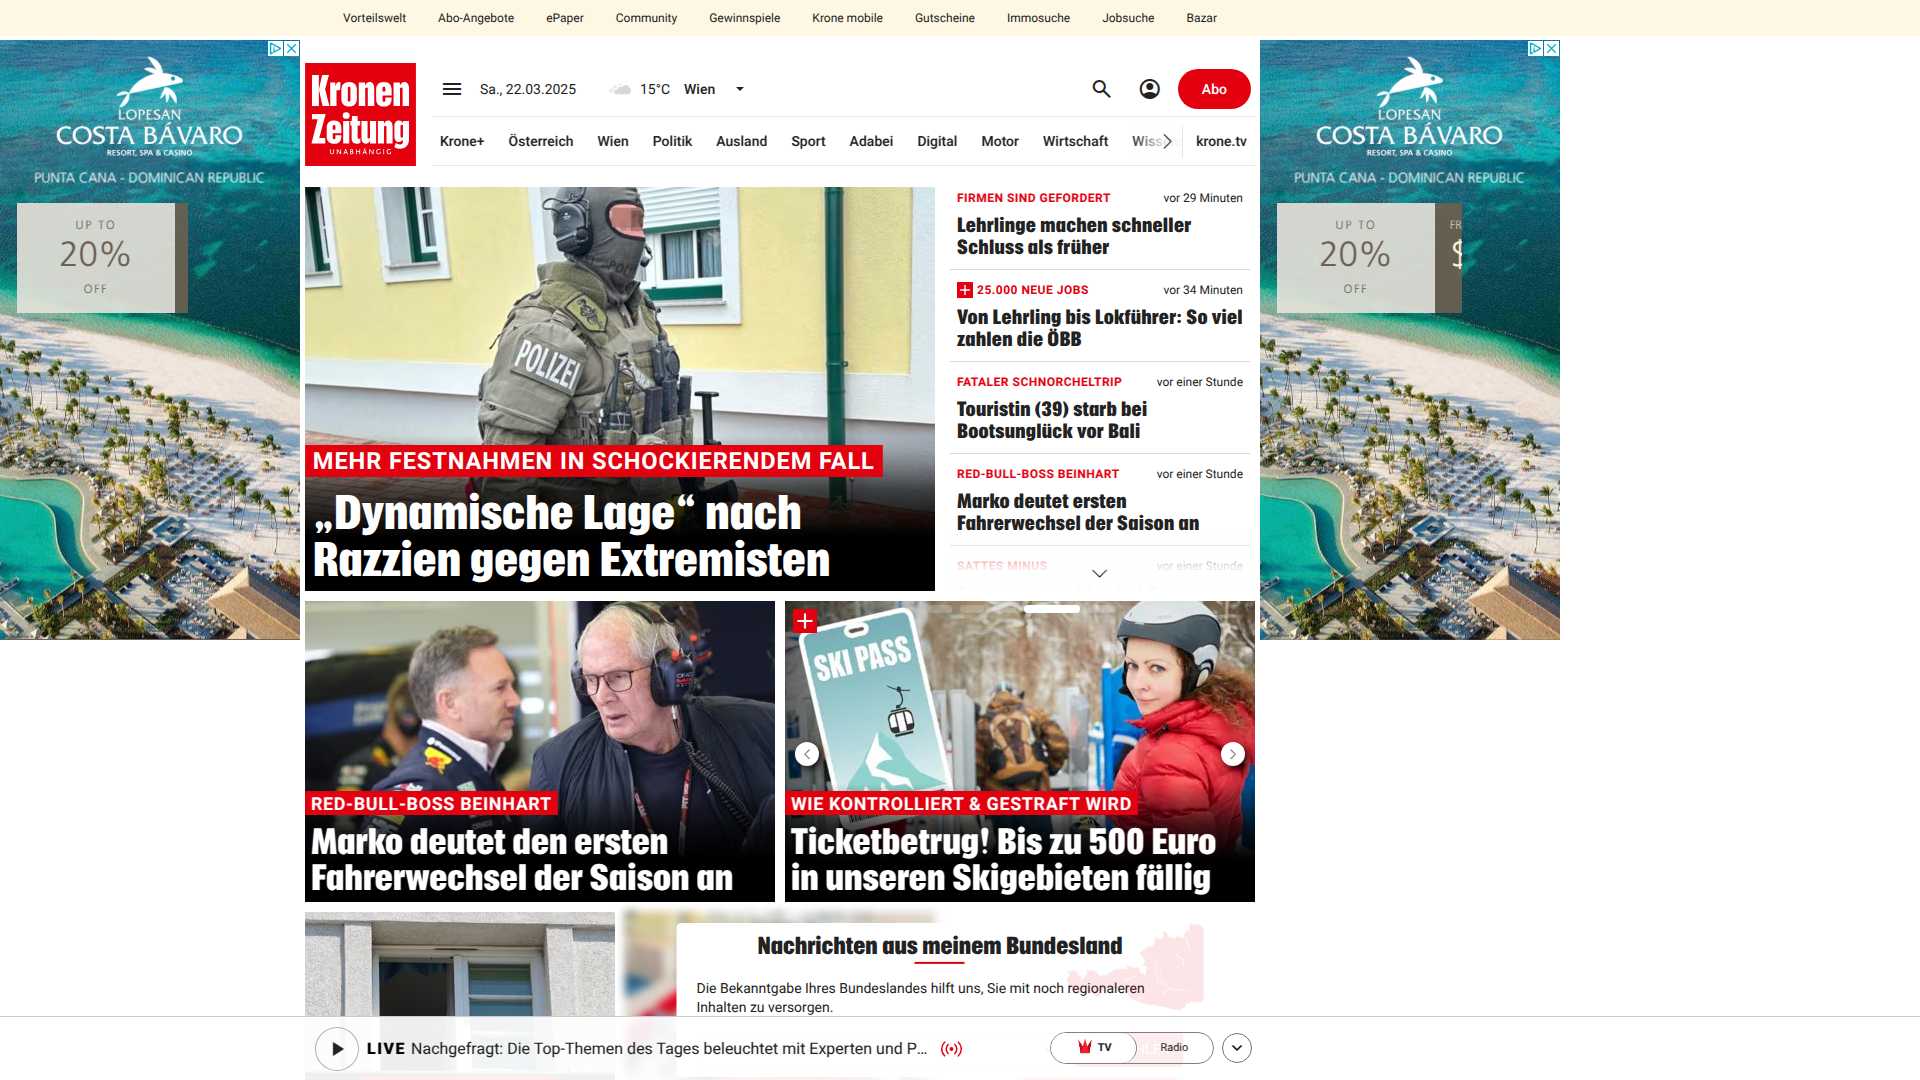 Vorteilswelt Abo-Angebote ePaper Community Gewinnspiele Krone mobile Gutscheine Immosuche Jobsuche Bazar
LOPESAN
COSTA BÁVARO
RESORT, SPA & CASINO
PUNTA CANA - DOMINICAN REPUBLIC
UP TO
20%
OFF
Kronen
Zeitung
UNABHÄNGIG
Sa., 22.03.2025 15°C Wien
Abo
Krone+ Österreich Wien Politik Ausland Sport Adabei Digital Motor Wirtschaft Wiss krone.tv
LOPESAN
COSTA BÁVARO
RESORT, SPA & CASINO
PUNTA CANA - DOMINICAN REPUBLIC
UP TO
20%
OFF
FR
$
POLIZEI
MEHR FESTNAHMEN IN SCHOCKIERENDEM FALL
„Dynamische Lage“ nach
Razzien gegen Extremisten
FIRMEN SIND GEFORDERT vor 29 Minuten
Lehrlinge machen schneller
Schluss als früher
25.000 NEUE JOBS vor 34 Minuten
Von Lehrling bis Lokführer: So viel
zahlen die ÖBB
FATALER SCHNORCHELTRIP vor einer Stunde
Touristin (39) starb bei
Bootsunglück vor Bali
RED-BULL-BOSS BEINHART vor einer Stunde
Marko deutet ersten
Fahrerwechsel der Saison an
SATTES MINUS vor einer Stunde
RED-BULL-BOSS BEINHART
Marko deutet den ersten
Fahrerwechsel der Saison an
SKI PASS
WIE KONTROLLIERT & GESTRAFT WIRD
Ticketbetrug! Bis zu 500 Euro
in unseren Skigebieten fällig
Nachrichten aus meinem Bundesland
Die Bekanntgabe Ihres Bundeslandes hilft uns, Sie mit noch regionaleren
Inhalten zu versorgen.
LIVE Nachgefragt: Die Top-Themen des Tages beleuchtet mit Experten und P...
TV Radio